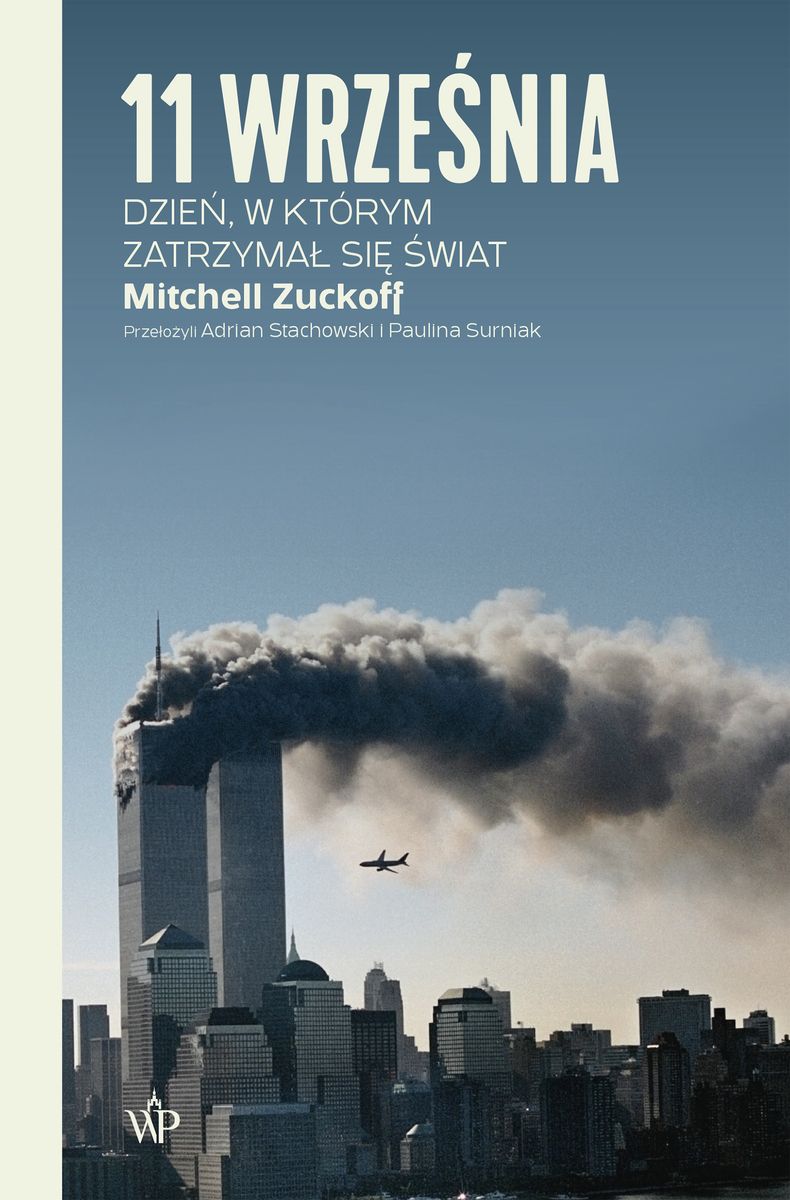 11 WRZEŚNIA
DZIEŃ, W KTÓRYM
ZATRZYMAŁ SIĘ ŚWIAT
Mitchell Zuckoff
Przełożyli Adrian Stachowski i Paulina Surniak
WP